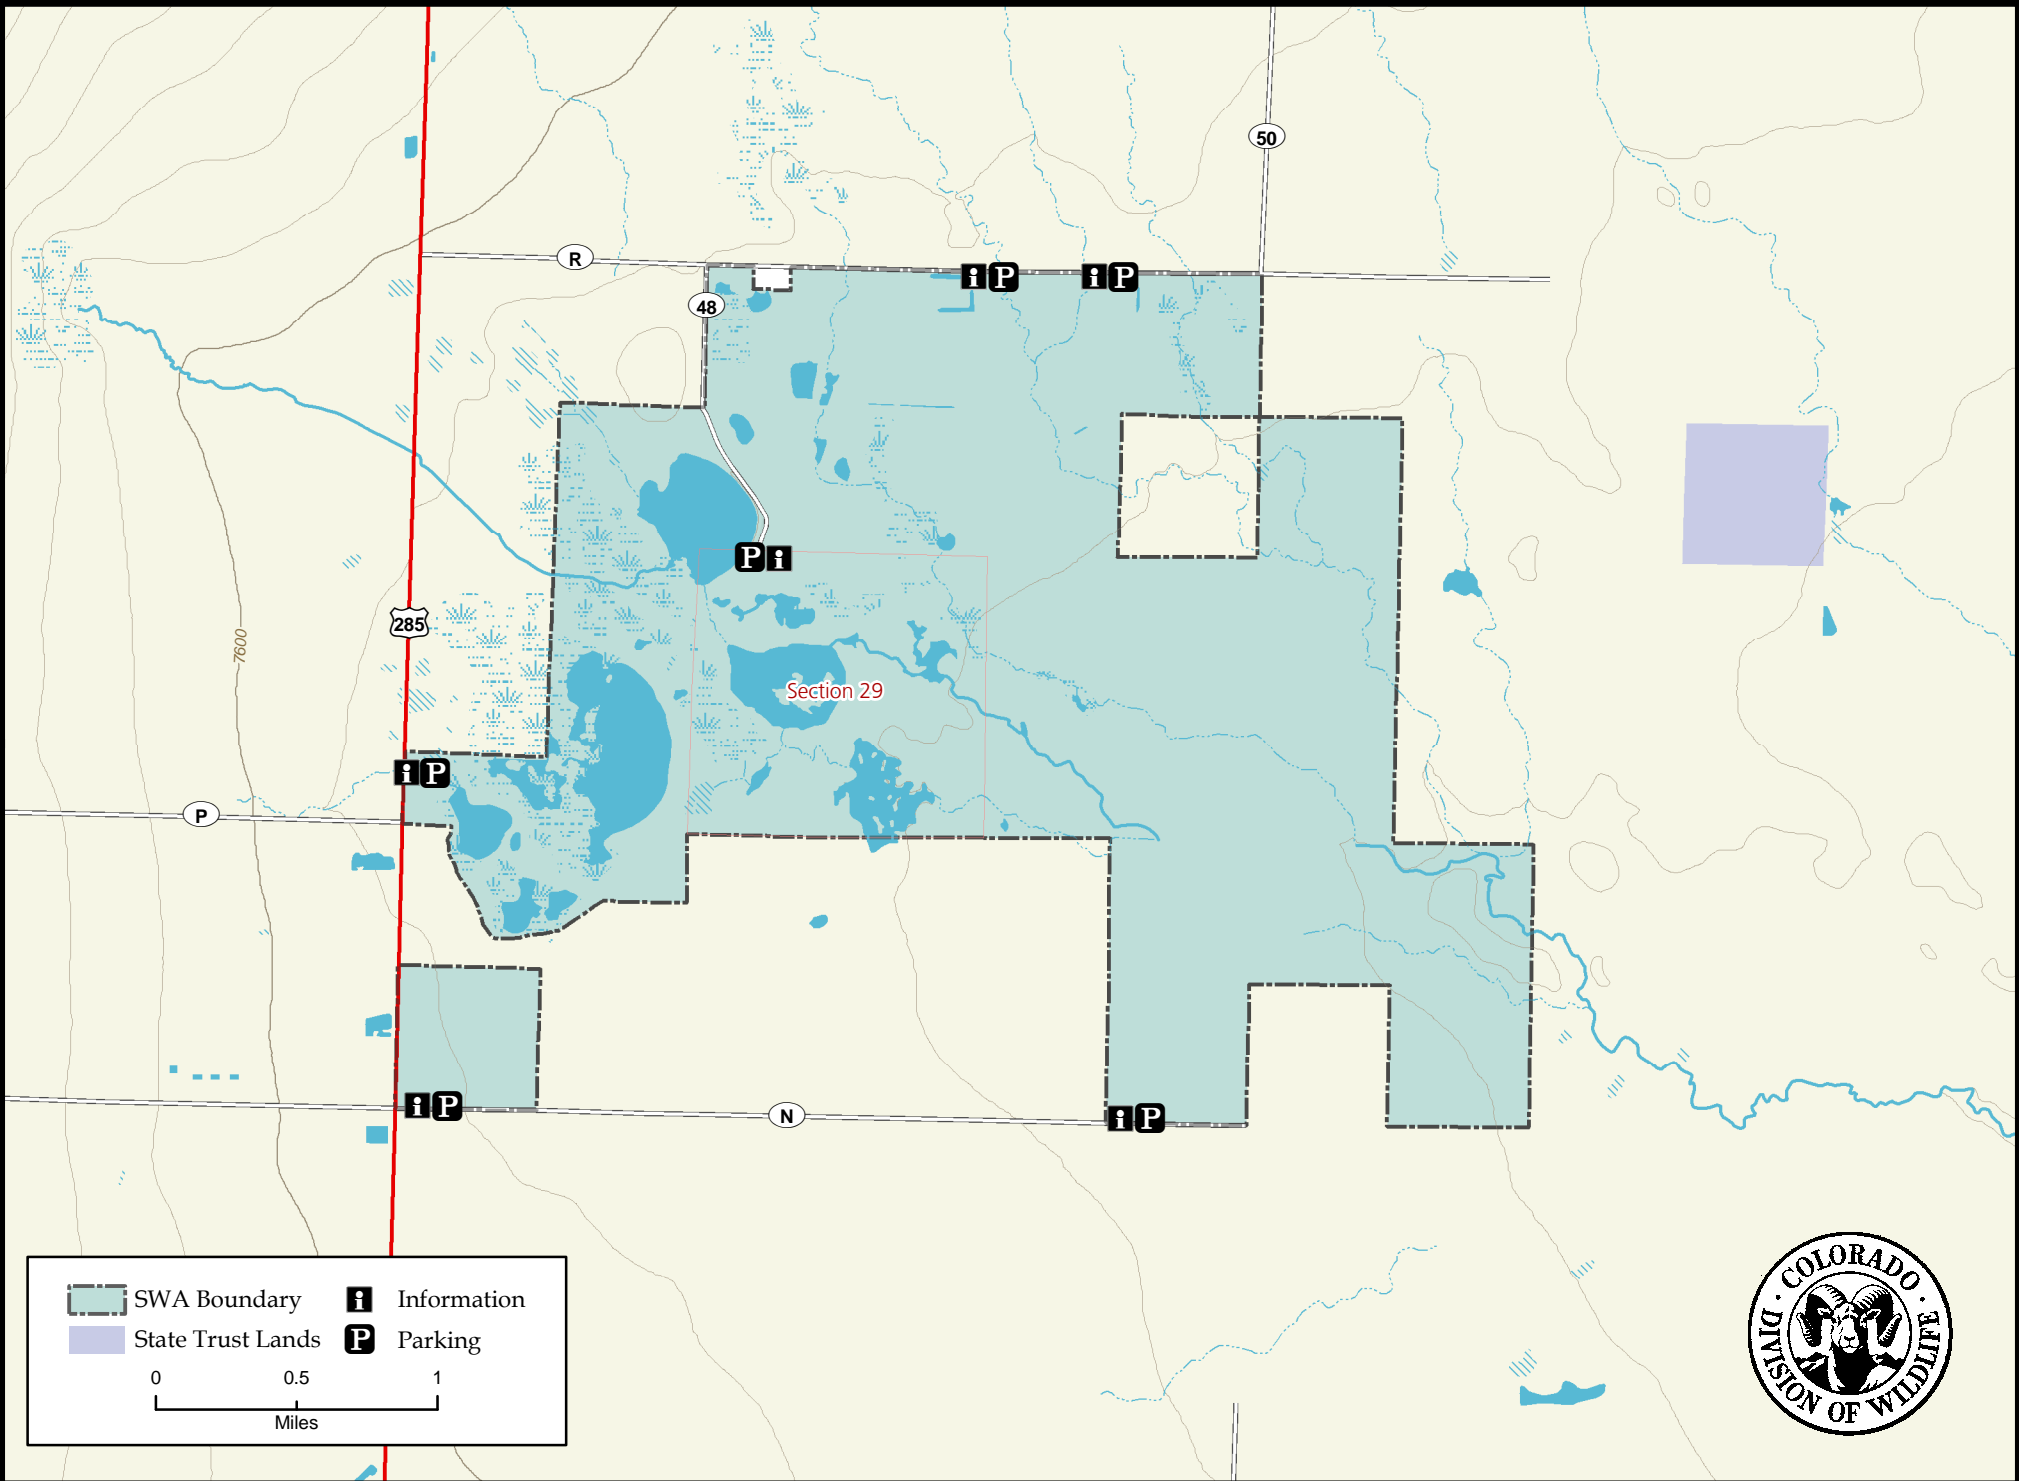 50
R
48
P i
i P
i P
285
7600
Section 29
i P
P
i P
N
i P
SWA Boundary
i Information
State Trust Lands
P Parking
0 0.5 1
Miles
· COLORADO ·
DIVISION OF WILDLIFE